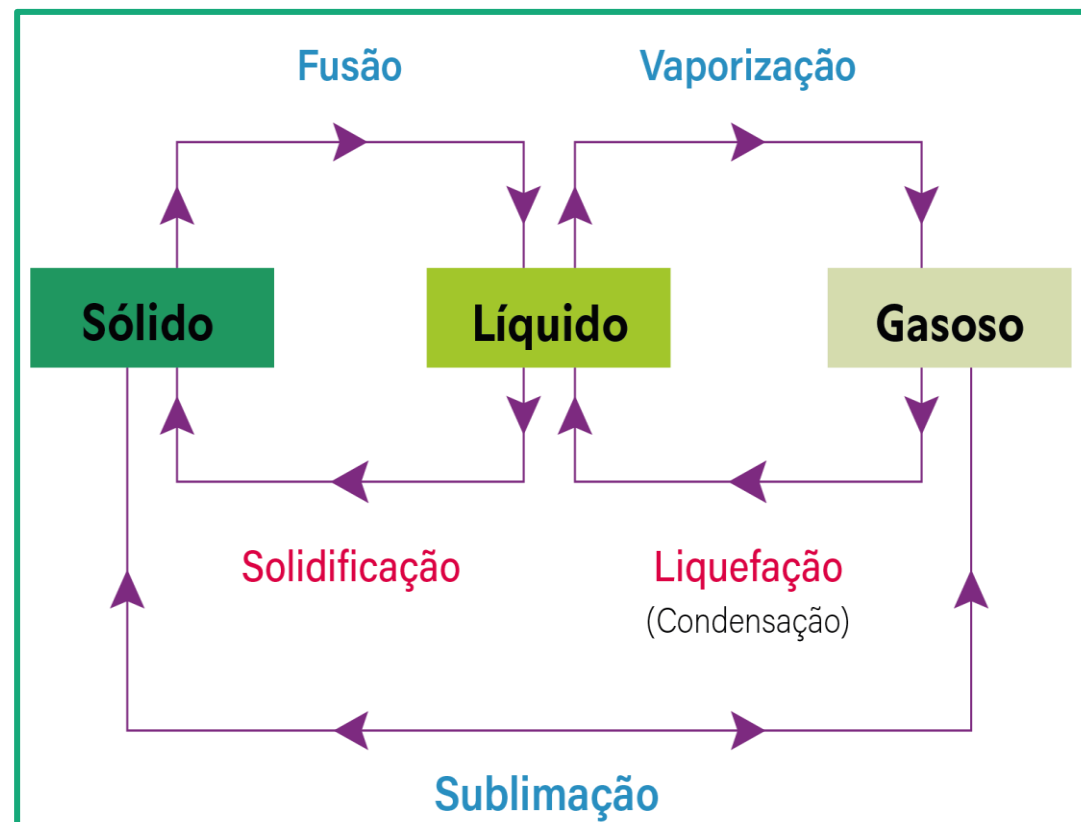 Fusão
Vaporização
Sólido
Líquido
Gasoso
Solidificação
Liquefação
(Condensação)
Sublimação